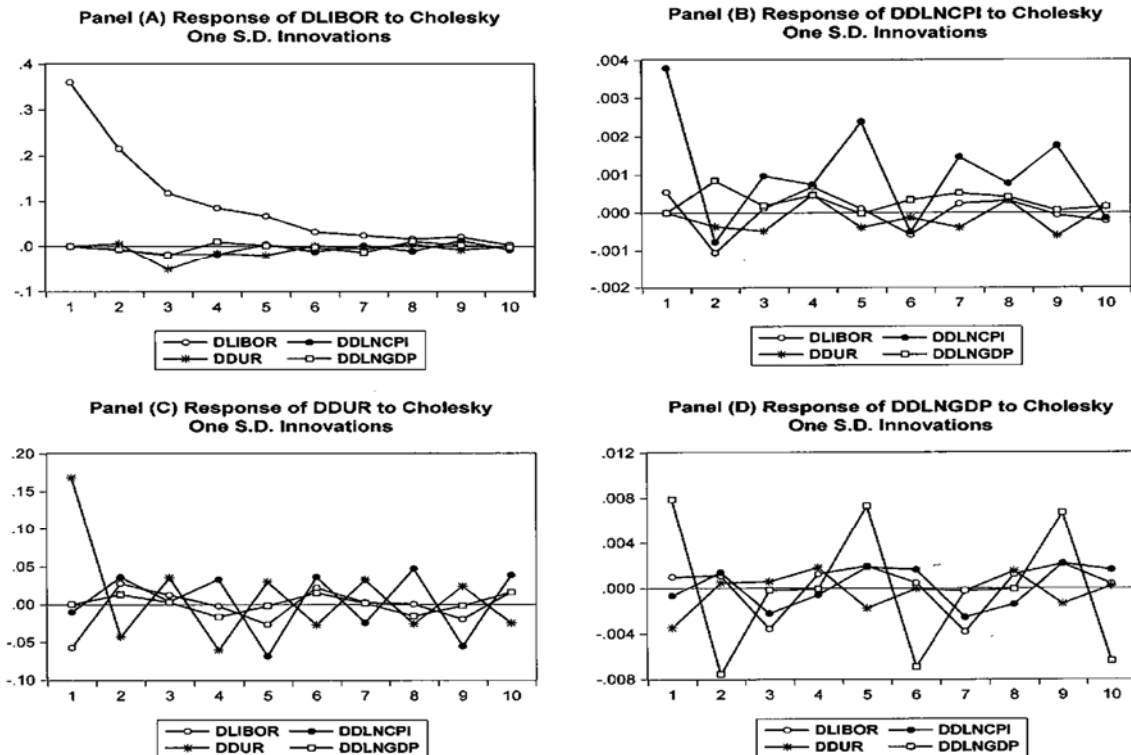 Panel (A) Response of DLIBOR to Cholesky
One S.D. Innovations
.4
.3
.2
.1
.0
-.1
1 2 3 4 5 6 7 8 9 10
DLIBOR DDLNCPI
DDUR DDLNGDP
Panel (B) Response of DDLNCPI to Cholesky
One S.D. Innovations
.004
.003
.002
.001
.000
-.001
-.002
1 2 3 4 5 6 7 8 9 10
DLIBOR DDLNCPI
DDUR DDLNGDP
Panel (C) Response of DDUR to Cholesky
One S.D. Innovations
.20
.15
.10
.05
.00
-.05
-.10
1 2 3 4 5 6 7 8 9 10
DLIBOR DDLNCPI
DDUR DDLNGDP
Panel (D) Response of DDLNGDP to Cholesky
One S.D. Innovations
.012
.008
.004
.000
-.004
-.008
1 2 3 4 5 6 7 8 9 10
DLIBOR DDLNCPI
DDUR DDLNGDP